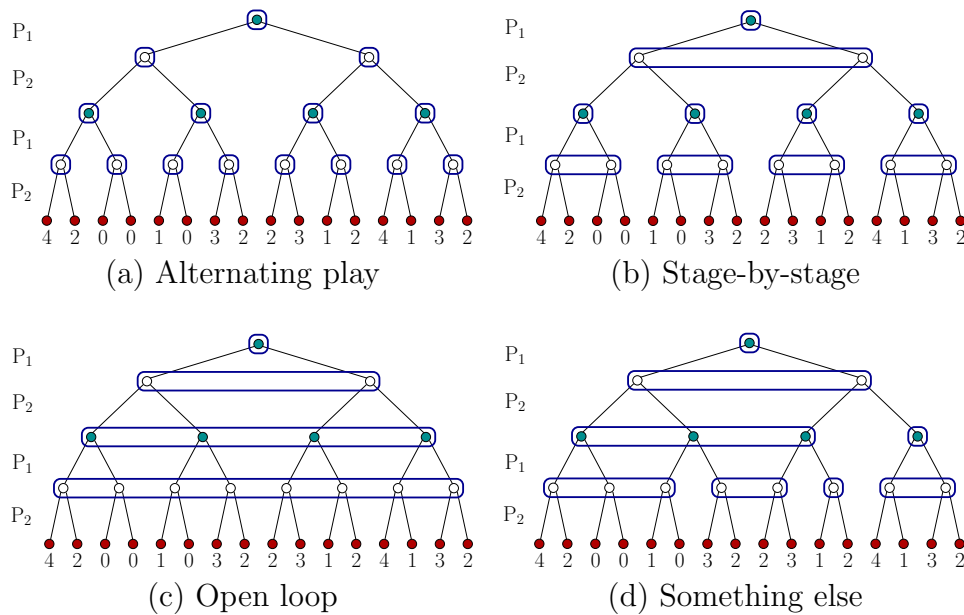 P1
P2
P1
P2
4 2 0 0 1 0 3 2 2 3 1 2 4 1 3 2
(a) Alternating play
P1
P2
P1
P2
4 2 0 0 1 0 3 2 2 3 1 2 4 1 3 2
(b) Stage-by-stage
P1
P2
P1
P2
4 2 0 0 1 0 3 2 2 3 1 2 4 1 3 2
(c) Open loop
P1
P2
P1
P2
4 2 0 0 1 0 3 2 2 3 1 2 4 1 3 2
(d) Something else